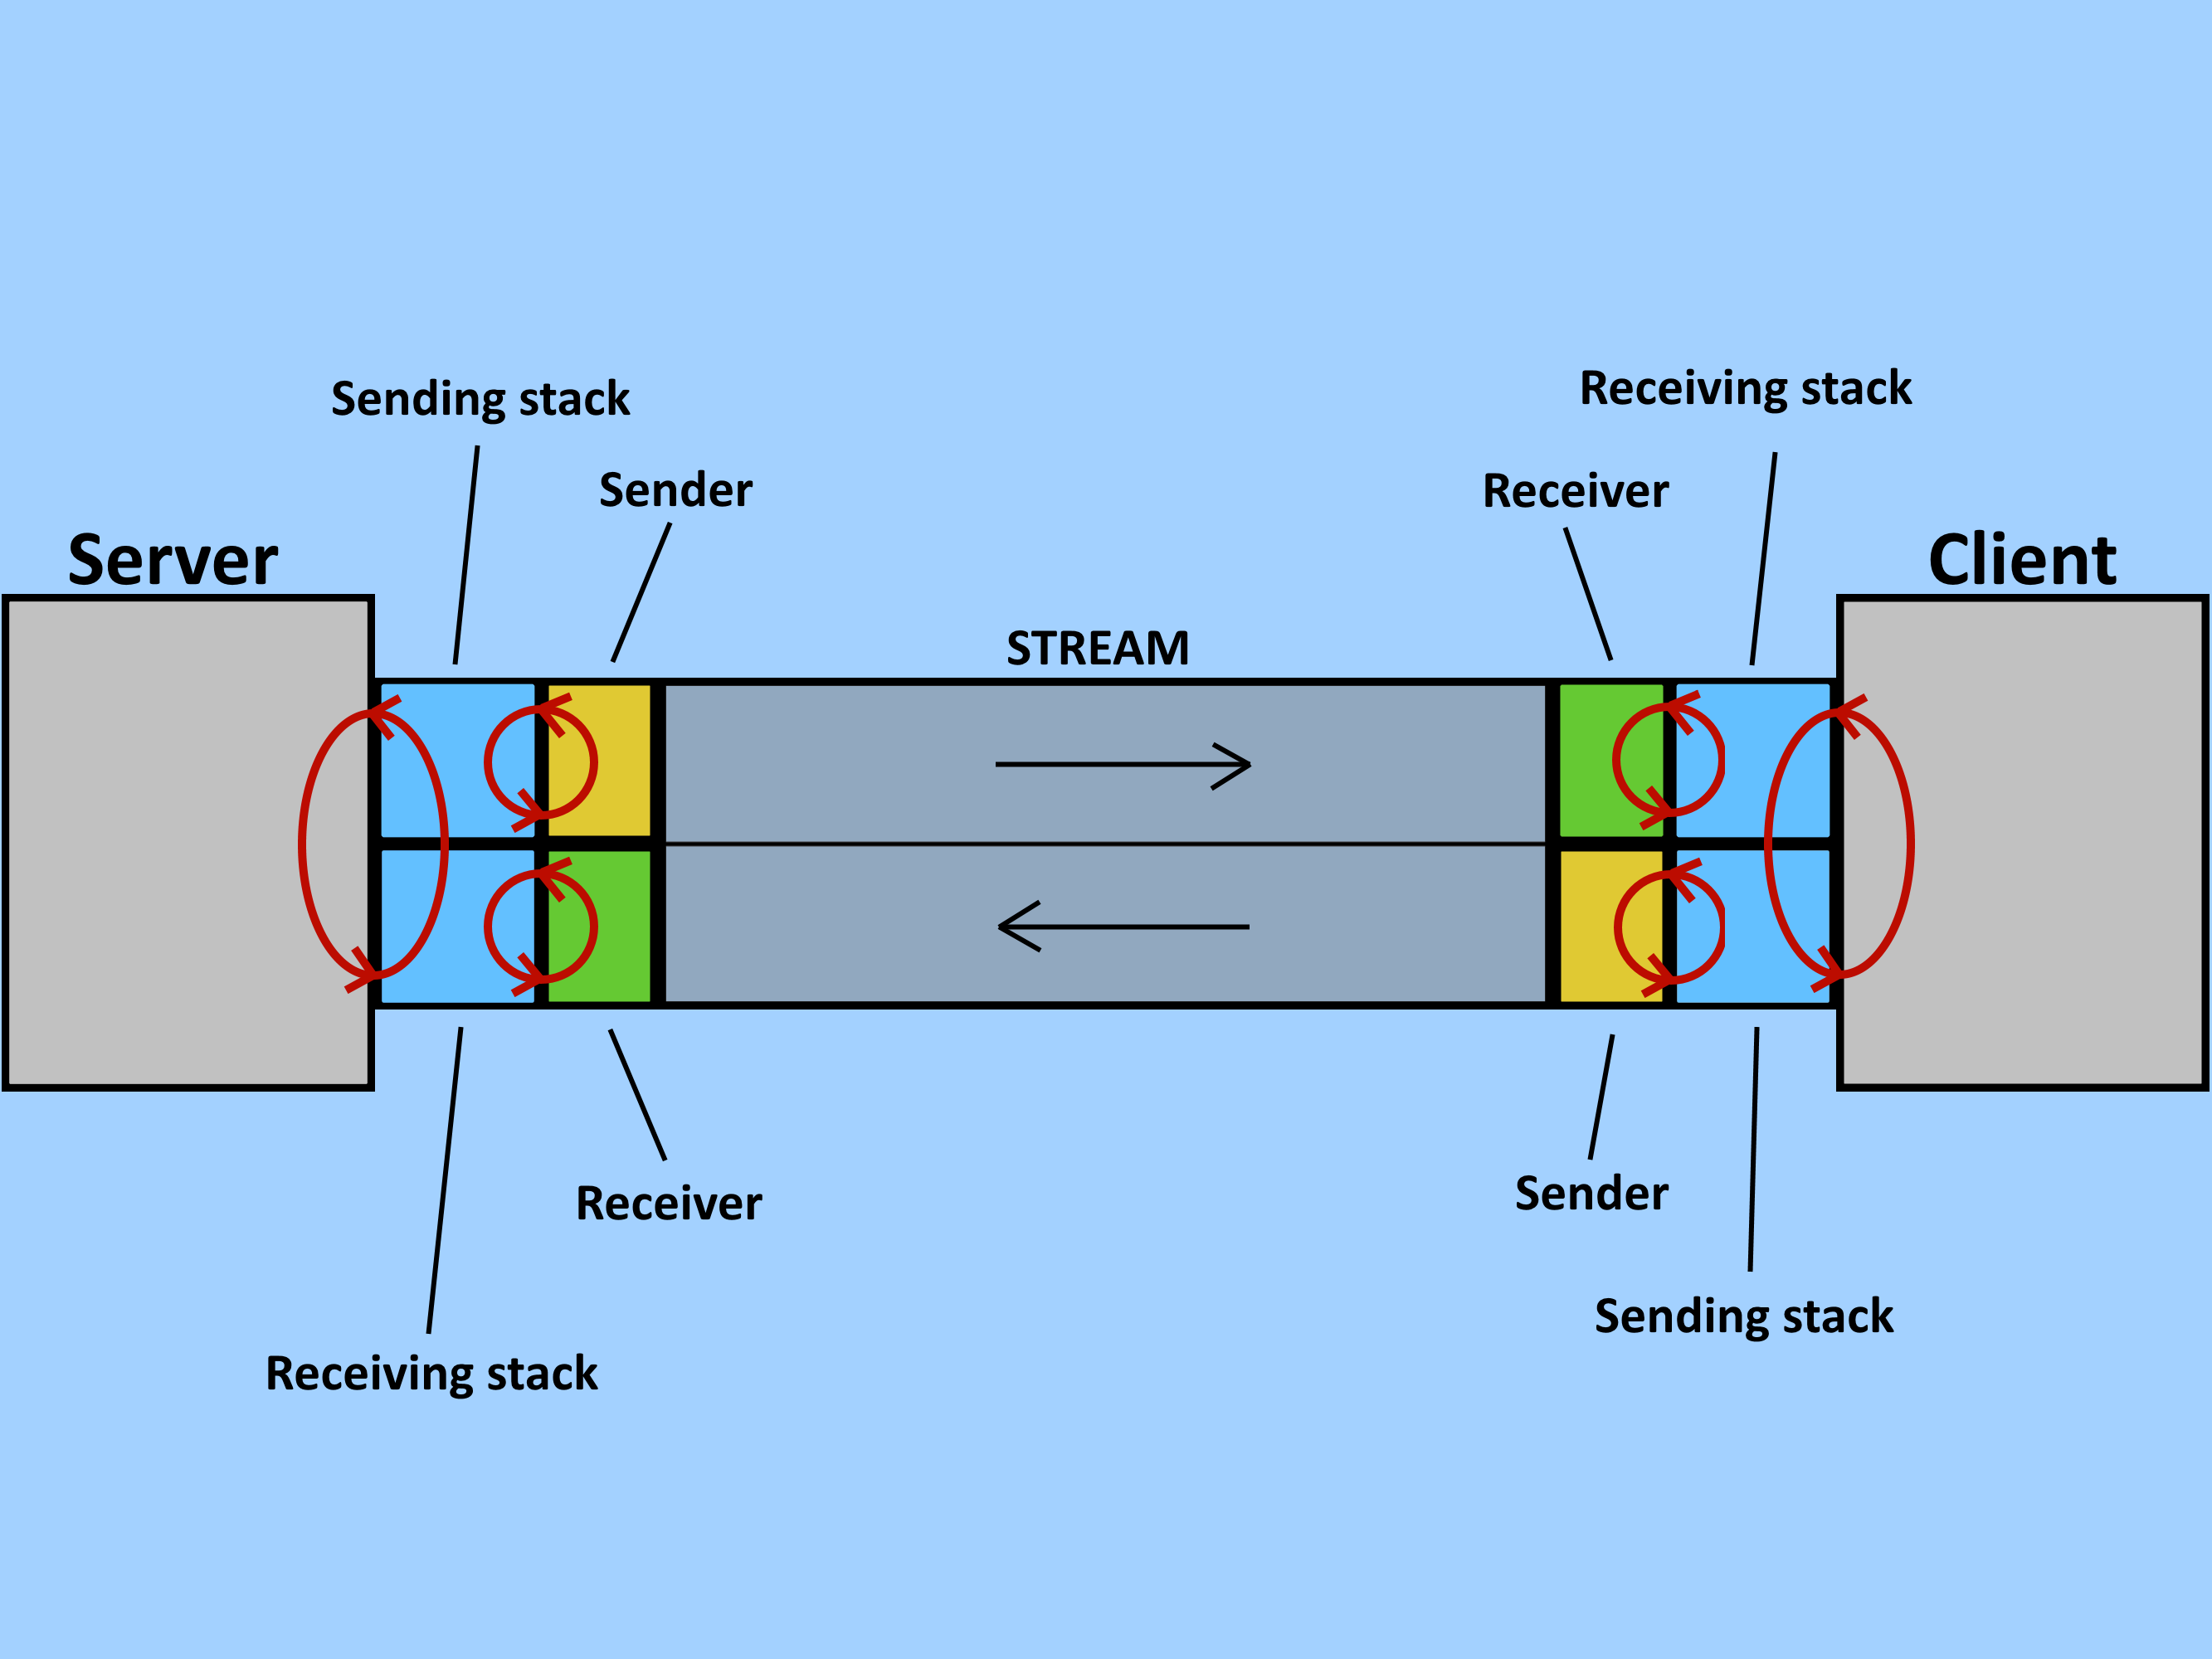 Receiving stack
Sending stack
Sender
Receiver
Server
Client
STREAM
Receiver
Sender
Sending stack
Receiving stack